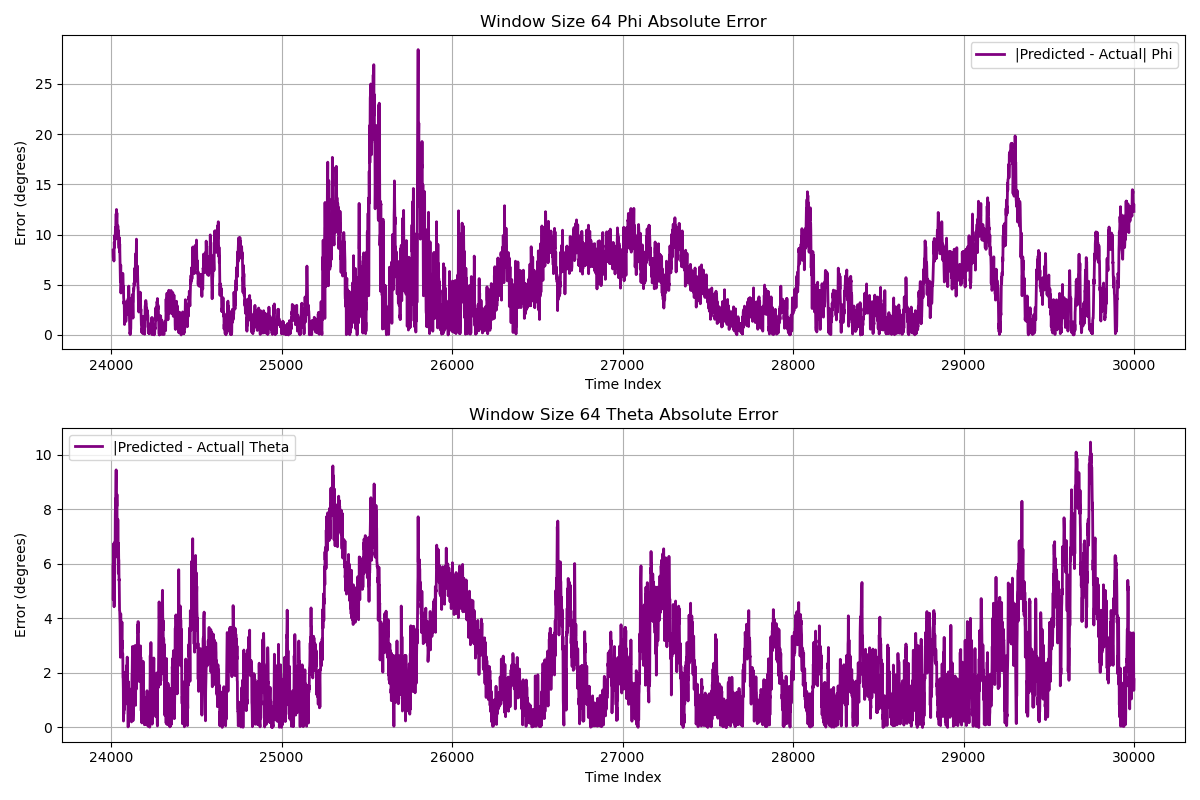 Window Size 64 Phi Absolute Error
|Predicted - Actual| Phi
Error (degrees)
25
20
15
10
5
0
24000 25000 26000 27000 28000 29000 30000
Time Index
Window Size 64 Theta Absolute Error
|Predicted - Actual| Theta
Error (degrees)
10
8
6
4
2
0
24000 25000 26000 27000 28000 29000 30000
Time Index